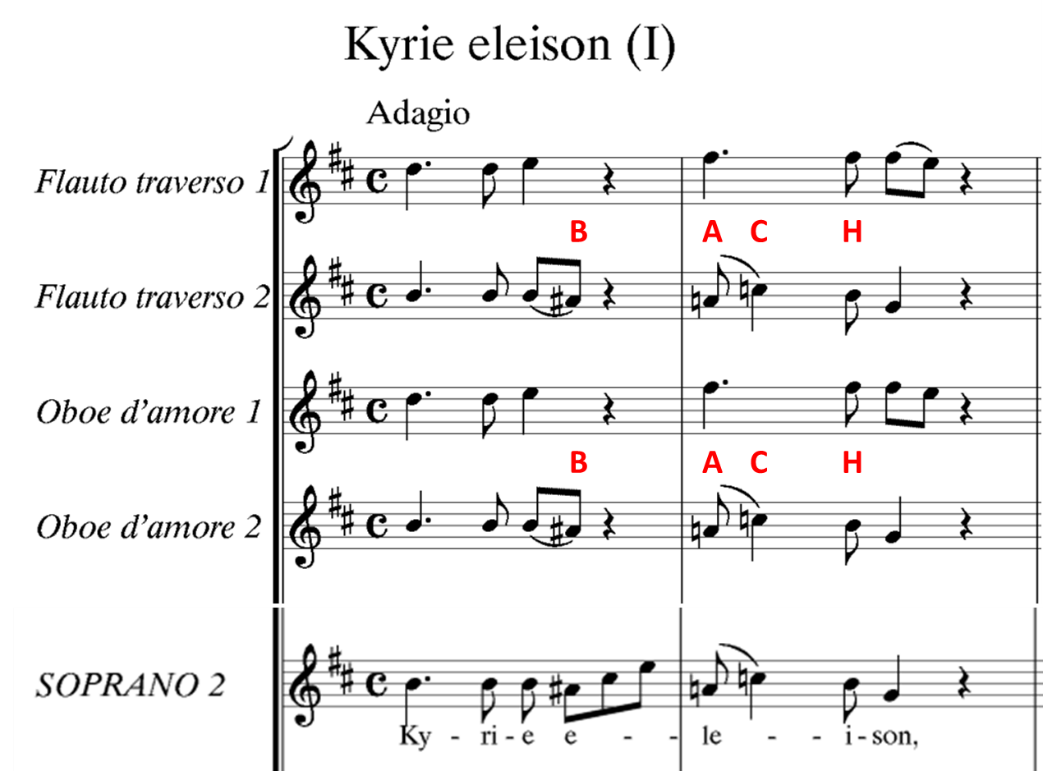 Kyrie eleison (I)
Adagio
Flauto traverso 1
B A C H
Flauto traverso 2
Oboe d'amore 1
B A C H
Oboe d'amore 2
SOPRANO 2
Ky - ri - e e - - le - - i - son,